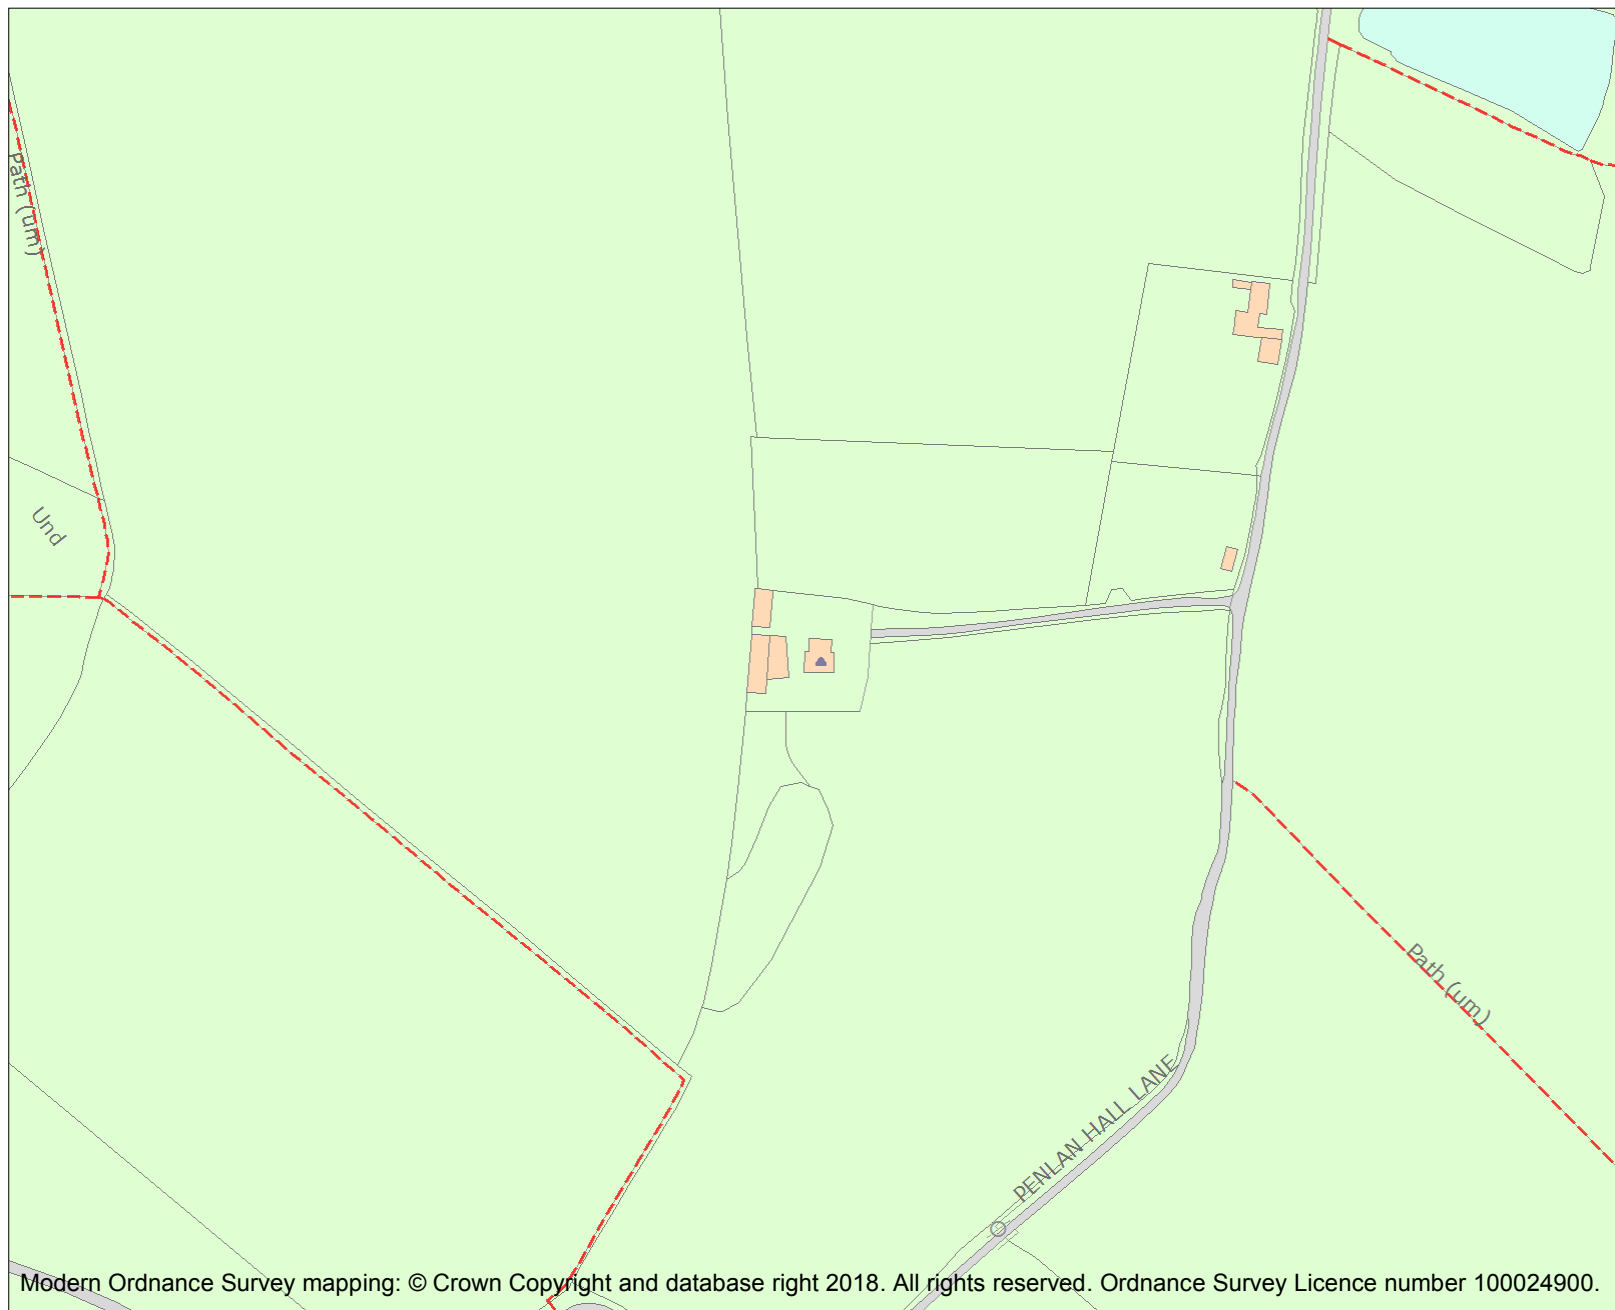 Path (um)
Und
Path (um)
PENLAN HALL LANE
Modern Ordnance Survey mapping: © Crown Copyright and database right 2018. All rights reserved. Ordnance Survey Licence number 100024900.